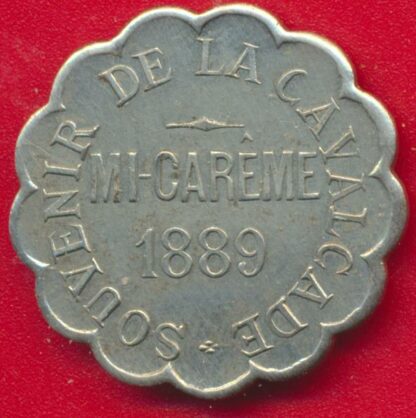 SOUVENIR DE LA CAVALCADE
MI-CARÊME
1889